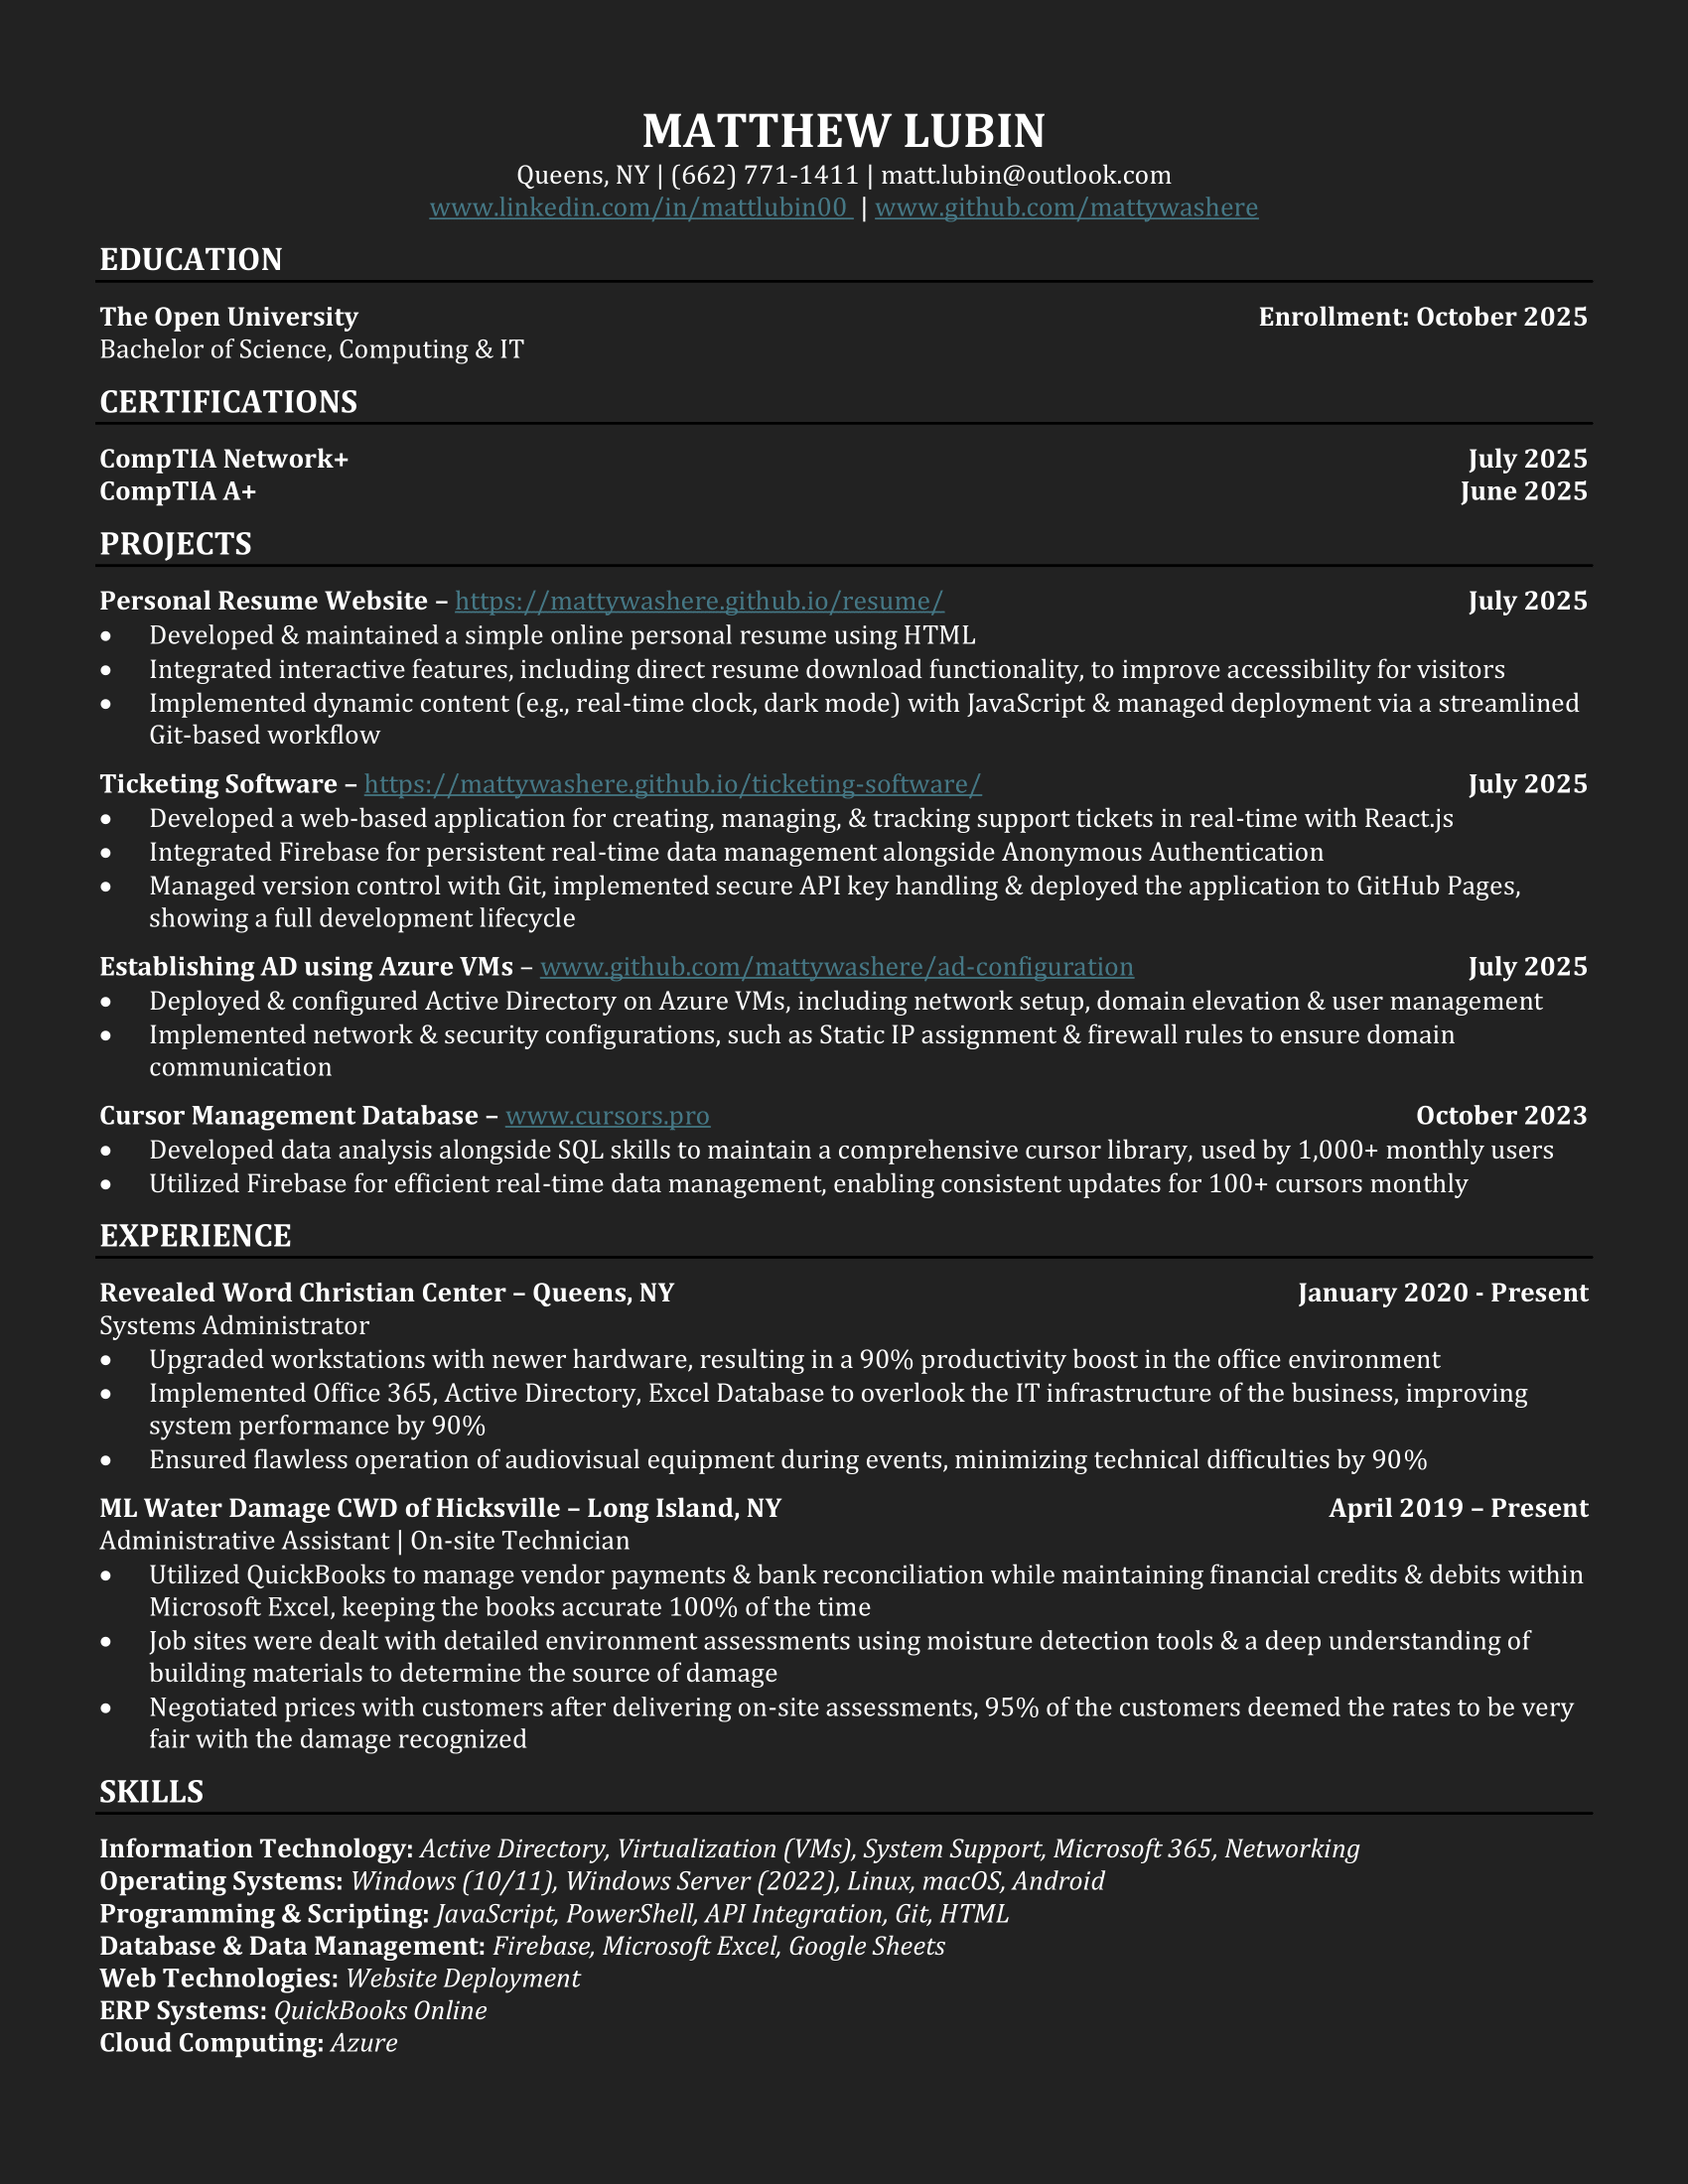 MATTHEW LUBIN
Queens, NY | (662) 771-1411 | matt.lubin@outlook.com
www.linkedin.com/in/mattlubin00 | www.github.com/mattywashere
EDUCATION
The Open University Enrollment: October 2025
Bachelor of Science, Computing & IT
CERTIFICATIONS
CompTIA Network+ July 2025
CompTIA A+ June 2025
PROJECTS
Personal Resume Website – https://mattywashere.github.io/resume/ July 2025
• Developed & maintained a simple online personal resume using HTML
• Integrated interactive features, including direct resume download functionality, to improve accessibility for visitors
• Implemented dynamic content (e.g., real-time clock, dark mode) with JavaScript & managed deployment via a streamlined
Git-based workflow
Ticketing Software – https://mattywashere.github.io/ticketing-software/ July 2025
• Developed a web-based application for creating, managing, & tracking support tickets in real-time with React.js
• Integrated Firebase for persistent real-time data management alongside Anonymous Authentication
• Managed version control with Git, implemented secure API key handling & deployed the application to GitHub Pages,
showing a full development lifecycle
Establishing AD using Azure VMs – www.github.com/mattywashere/ad-configuration July 2025
• Deployed & configured Active Directory on Azure VMs, including network setup, domain elevation & user management
• Implemented network & security configurations, such as Static IP assignment & firewall rules to ensure domain
communication
Cursor Management Database – www.cursors.pro October 2023
• Developed data analysis alongside SQL skills to maintain a comprehensive cursor library, used by 1,000+ monthly users
• Utilized Firebase for efficient real-time data management, enabling consistent updates for 100+ cursors monthly
EXPERIENCE
Revealed Word Christian Center – Queens, NY January 2020 - Present
Systems Administrator
• Upgraded workstations with newer hardware, resulting in a 90% productivity boost in the office environment
• Implemented Office 365, Active Directory, Excel Database to overlook the IT infrastructure of the business, improving
system performance by 90%
• Ensured flawless operation of audiovisual equipment during events, minimizing technical difficulties by 90%
ML Water Damage CWD of Hicksville – Long Island, NY April 2019 – Present
Administrative Assistant | On-site Technician
• Utilized QuickBooks to manage vendor payments & bank reconciliation while maintaining financial credits & debits within
Microsoft Excel, keeping the books accurate 100% of the time
• Job sites were dealt with detailed environment assessments using moisture detection tools & a deep understanding of
building materials to determine the source of damage
• Negotiated prices with customers after delivering on-site assessments, 95% of the customers deemed the rates to be very
fair with the damage recognized
SKILLS
Information Technology: Active Directory, Virtualization (VMs), System Support, Microsoft 365, Networking
Operating Systems: Windows (10/11), Windows Server (2022), Linux, macOS, Android
Programming & Scripting: JavaScript, PowerShell, API Integration, Git, HTML
Database & Data Management: Firebase, Microsoft Excel, Google Sheets
Web Technologies: Website Deployment
ERP Systems: QuickBooks Online
Cloud Computing: Azure